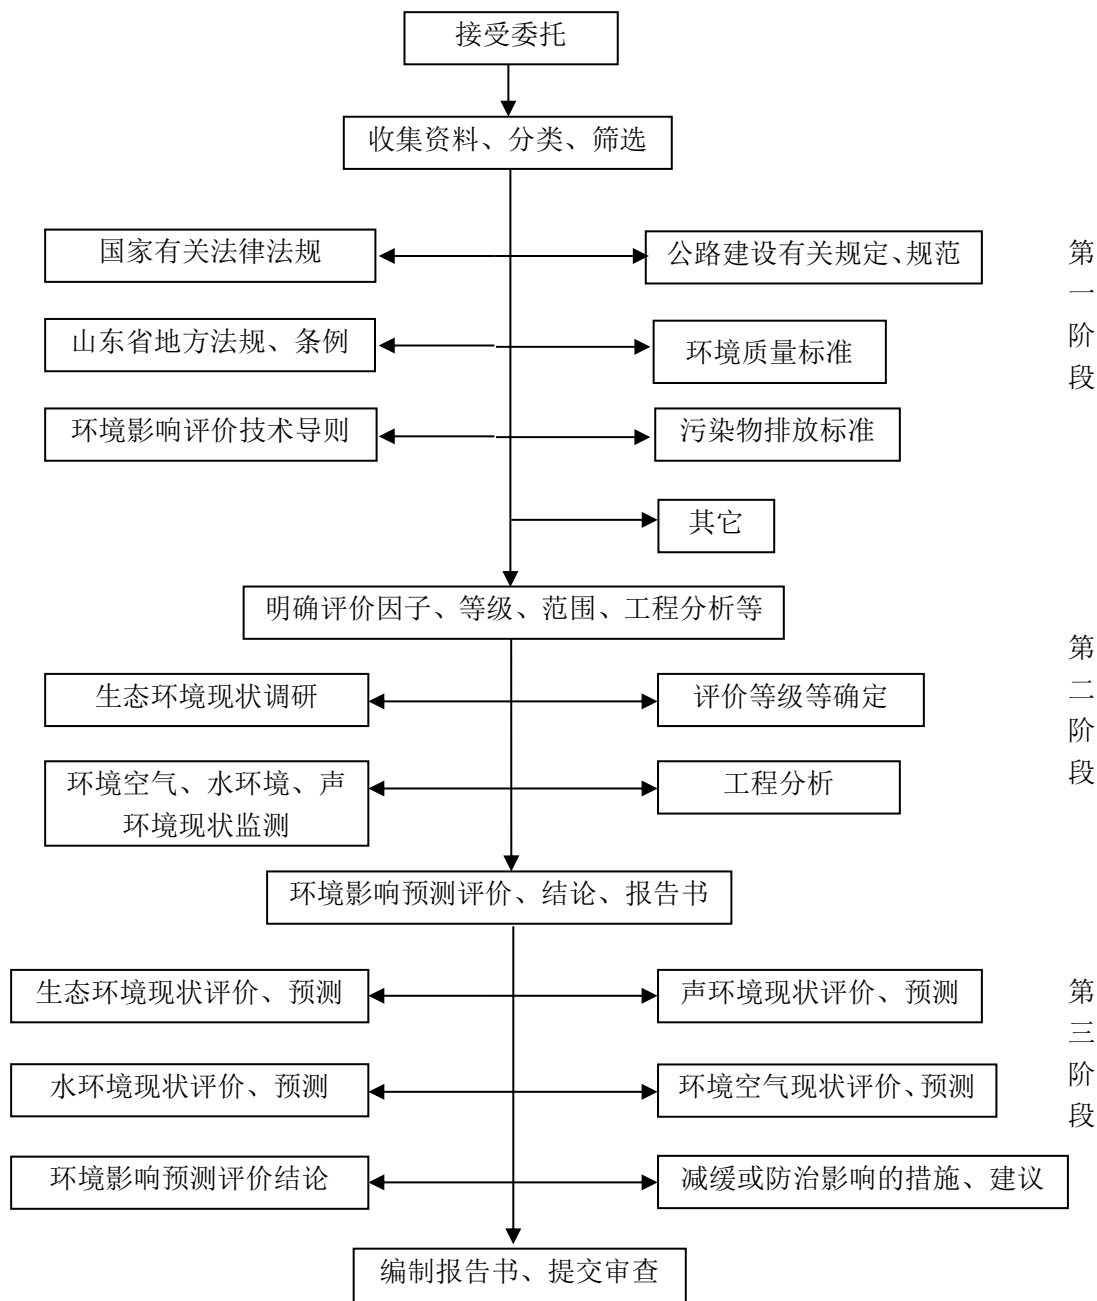 接受委托
收集资料、分类、筛选
国家有关法律法规
公路建设有关规定、规范
山东省地方法规、条例
环境质量标准
环境影响评价技术导则
污染物排放标准
其它
第
一
阶
段
明确评价因子、等级、范围、工程分析等
生态环境现状调研
评价等级等确定
环境空气、水环境、声
环境现状监测
工程分析
第
二
阶
段
环境影响预测评价、结论、报告书
生态环境现状评价、预测
声环境现状评价、预测
水环境现状评价、预测
环境空气现状评价、预测
环境影响预测评价结论
减缓或防治影响的措施、建议
第
三
阶
段
编制报告书、提交审查